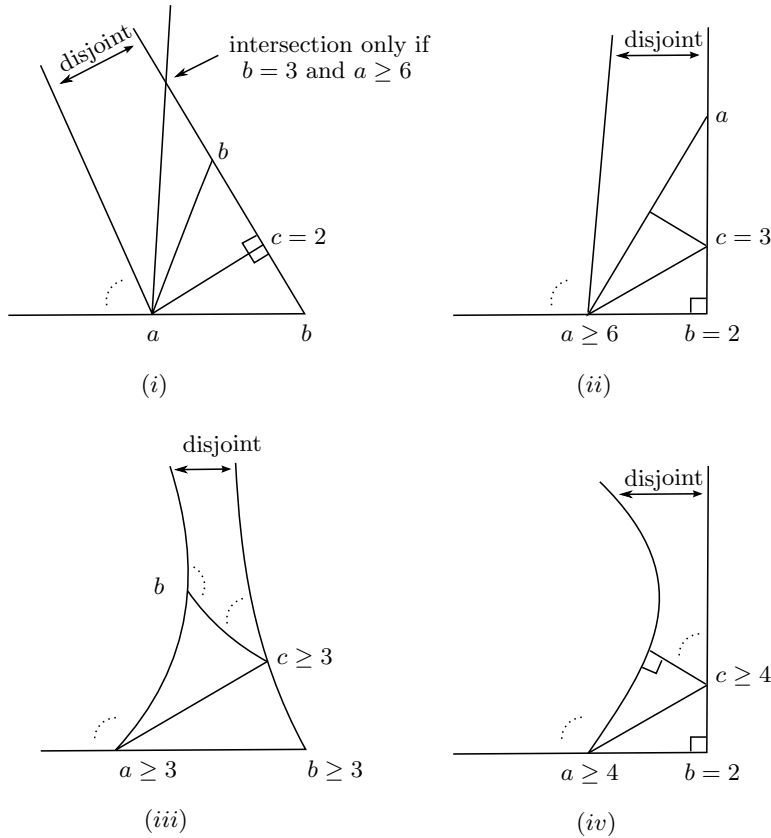 disjoint
intersection only if
b = 3 and a ≥ 6
b
c = 2
a
b
(i)
disjoint
a
c = 3
a ≥ 6
b = 2
(ii)
disjoint
b
c ≥ 3
a ≥ 3
b ≥ 3
(iii)
disjoint
c ≥ 4
a ≥ 4
b = 2
(iv)